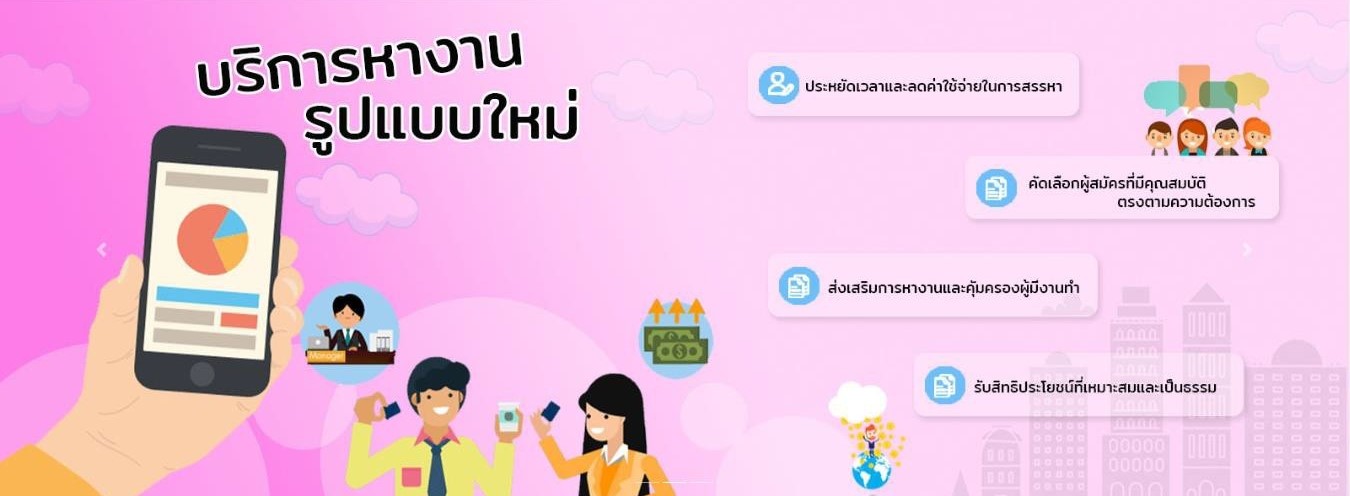 บริการหางาน
รูปแบบใหม่
ประหยัดเวลาและลดค่าใช้จ่ายในการสรรหา
คัดเลือกผู้สมัครที่มีคุณสมบัติ
ตรงตามความต้องการ
ส่งเสริมการหางานและคุ้มครองผู้มีงานทำ
รับสิทธิประโยชน์ที่เหมาะสมและเป็นธรรม
Manager